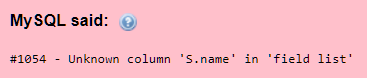 MySQL said:
#1054 - Unknown column 'S.name' in 'field list'